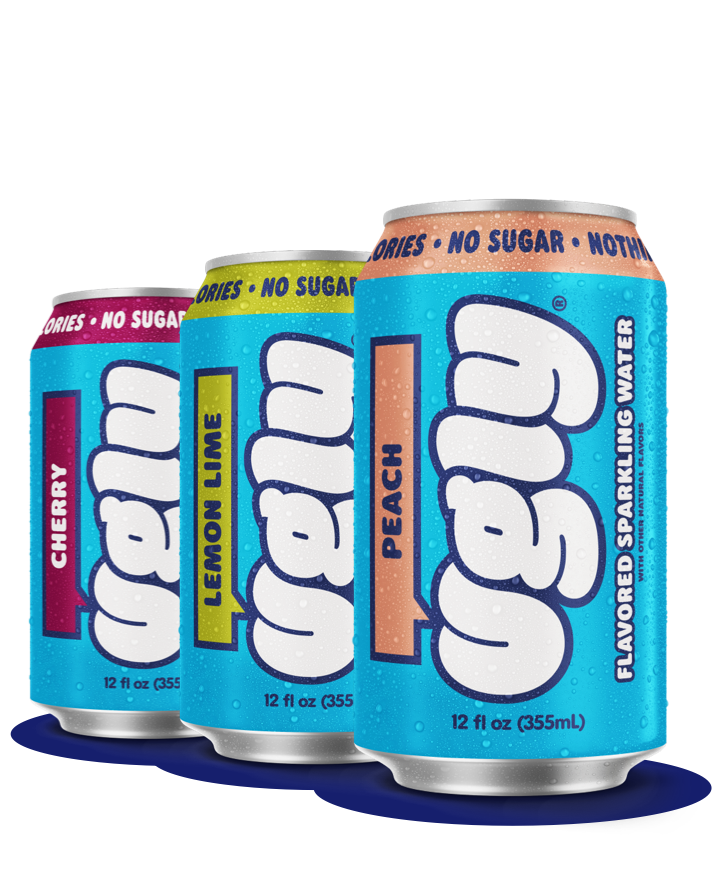 ORIES • NO SUGAR
CHERRY
ugly
12 fl oz (355
ORIES • NO SUGAR
LEMON LIME
ugly
12 fl oz (355
ORIES • NO SUGAR • NOTH
PEACH
ugly®
FLAVORED SPARKLING WATER
WITH OTHER NATURAL FLAVORS
12 fl oz (355mL)